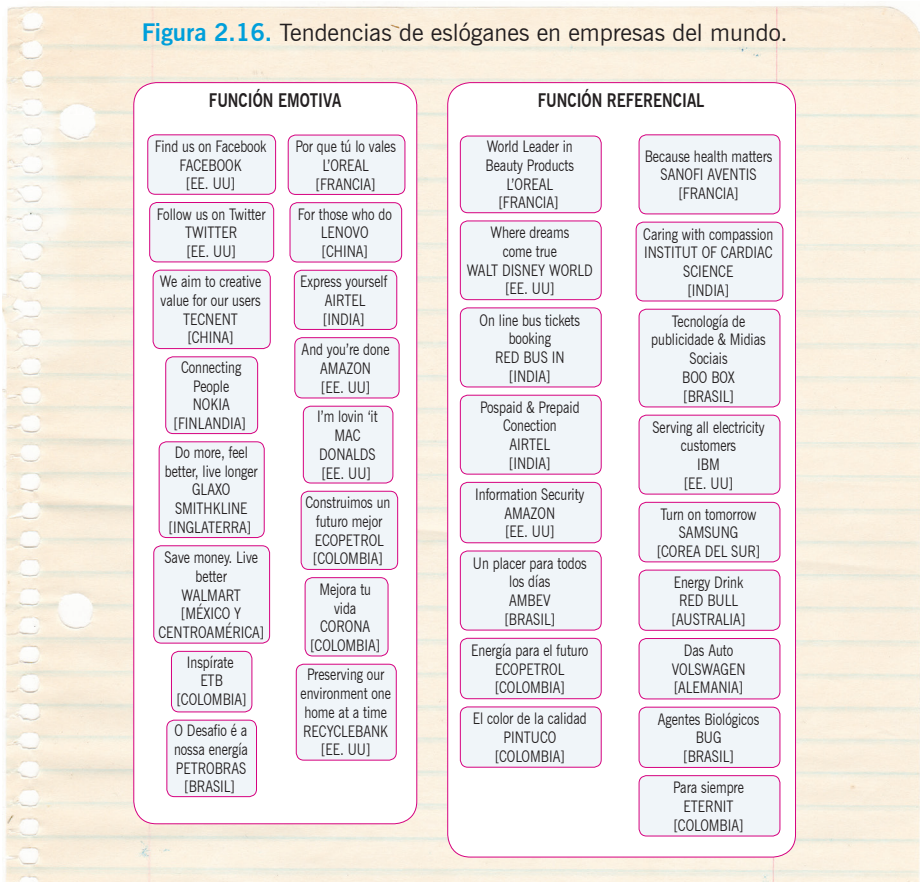 Figura 2.16. Tendencias de eslóganes en empresas del mundo.
FUNCIÓN EMOTIVA
Find us on Facebook
FACEBOOK
[EE. UU]
Follow us on Twitter
TWITTER
[EE. UU]
We aim to creative
value for our users
TECNENT
[CHINA]
Connecting
People
NOKIA
[FINLANDIA]
Do more, feel
better, live longer
GLAXO
SMITHKLINE
[INGLATERRA]
Save money. Live
better
WALMART
[MÉXICO Y
CENTROAMÉRICA]
Inspírate
ETB
[COLOMBIA]
O Desafio é a
nossa energía
PETROBRAS
[BRASIL]
Por que tú lo vales
L'OREAL
[FRANCIA]
For those who do
LENOVO
[CHINA]
Express yourself
AIRTEL
[INDIA]
And you're done
AMAZON
[EE. UU]
I'm lovin 'it
MAC
DONALDS
[EE. UU]
Construimos un
futuro mejor
ECOPETROL
[COLOMBIA]
Mejora tu
vida
CORONA
[COLOMBIA]
Preserving our
environment one
home at a time
RECYCLEBANK
[EE. UU]
FUNCIÓN REFERENCIAL
World Leader in
Beauty Products
L'OREAL
[FRANCIA]
Where dreams
come true
WALT DISNEY WORLD
[EE. UU]
On line bus tickets
booking
RED BUS IN
[INDIA]
Pospaid & Prepaid
Conection
AIRTEL
[INDIA]
Information Security
AMAZON
[EE. UU]
Un placer para todos
los días
AMBEV
[BRASIL]
Energía para el futuro
ECOPETROL
[COLOMBIA]
El color de la calidad
PINTUCO
[COLOMBIA]
Because health matters
SANOFI AVENTIS
[FRANCIA]
Caring with compassion
INSTITUT OF CARDIAC
SCIENCE
[INDIA]
Tecnología de
publicidade & Midias
Sociais
BOO BOX
[BRASIL]
Serving all electricity
customers
IBM
[EE. UU]
Turn on tomorrow
SAMSUNG
[COREA DEL SUR]
Energy Drink
RED BULL
[AUSTRALIA]
Das Auto
VOLSWAGEN
[ALEMANIA]
Agentes Biológicos
BUG
[BRASIL]
Para siempre
ETERNIT
[COLOMBIA]